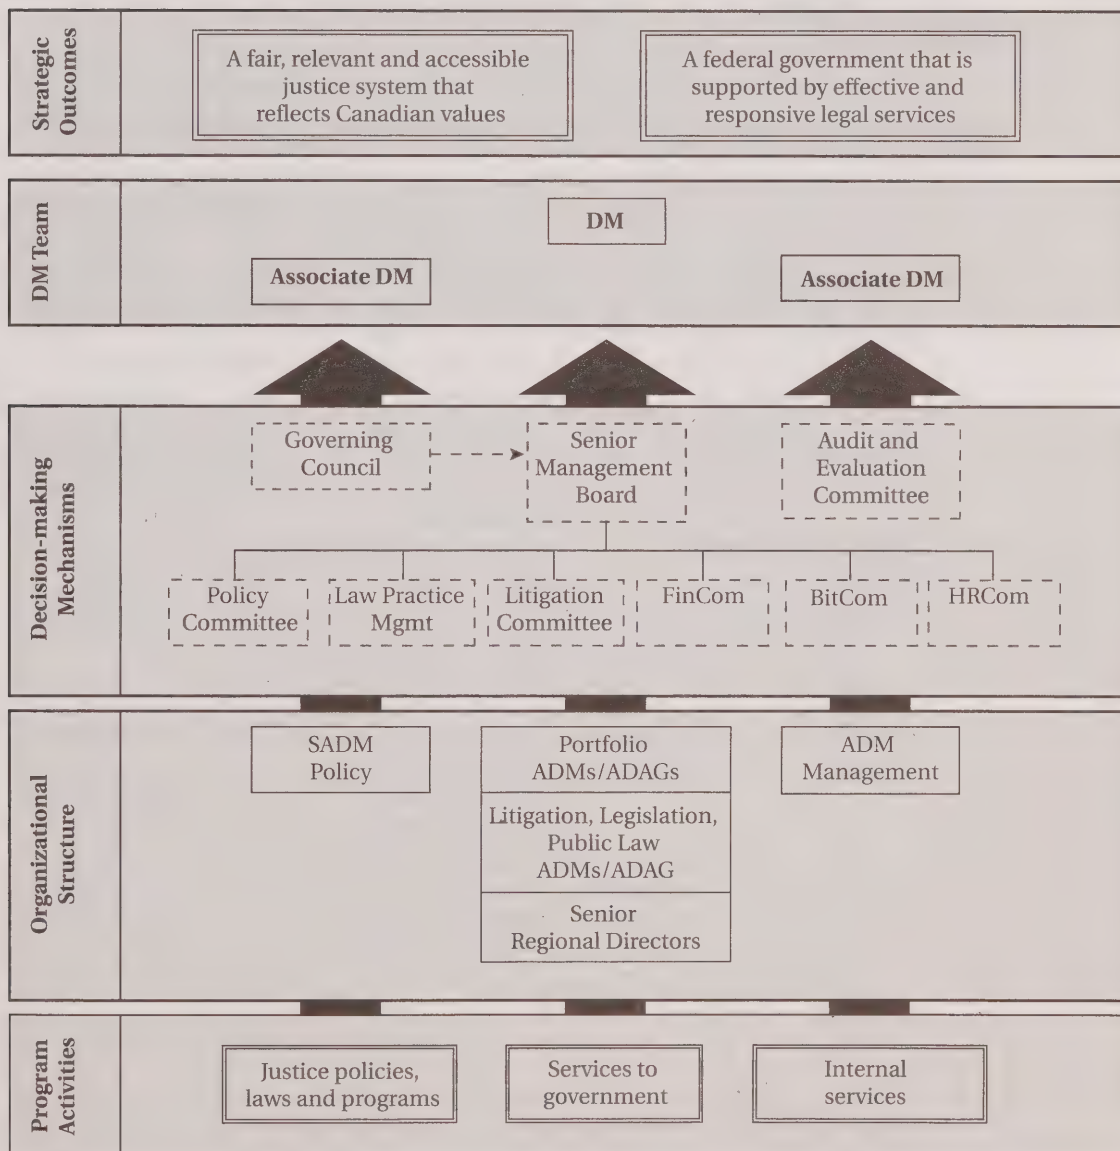 Strategic
Outcomes
A fair, relevant and accessible
justice system that
reflects Canadian values
A federal government that is
supported by effective and
responsive legal services
DM Team
DM
Associate DM
Associate DM
Decision-making
Mechanisms
Governing
Council
Senior
Management
Board
Audit and
Evaluation
Committee
Policy
Committee
Law Practice
Mgmt
Litigation
Committee
FinCom
BitCom
HRCom
Organizational
Structure
SADM
Policy
Portfolio
ADMs/ADAGs
Litigation, Legislation,
Public Law
ADMs/ADAG
Senior
Regional Directors
ADM
Management
Program
Activities
Justice policies,
laws and programs
Services to
government
Internal
services